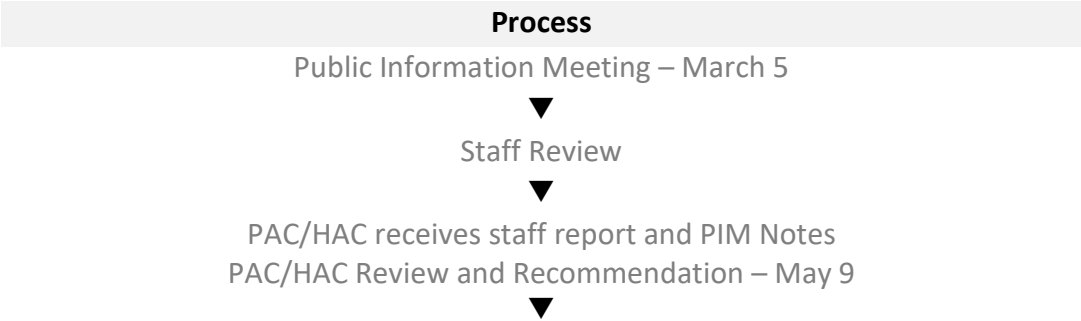 Process
Public Information Meeting – March 5
▼
Staff Review
▼
PAC/HAC receives staff report and PIM Notes
PAC/HAC Review and Recommendation – May 9
▼